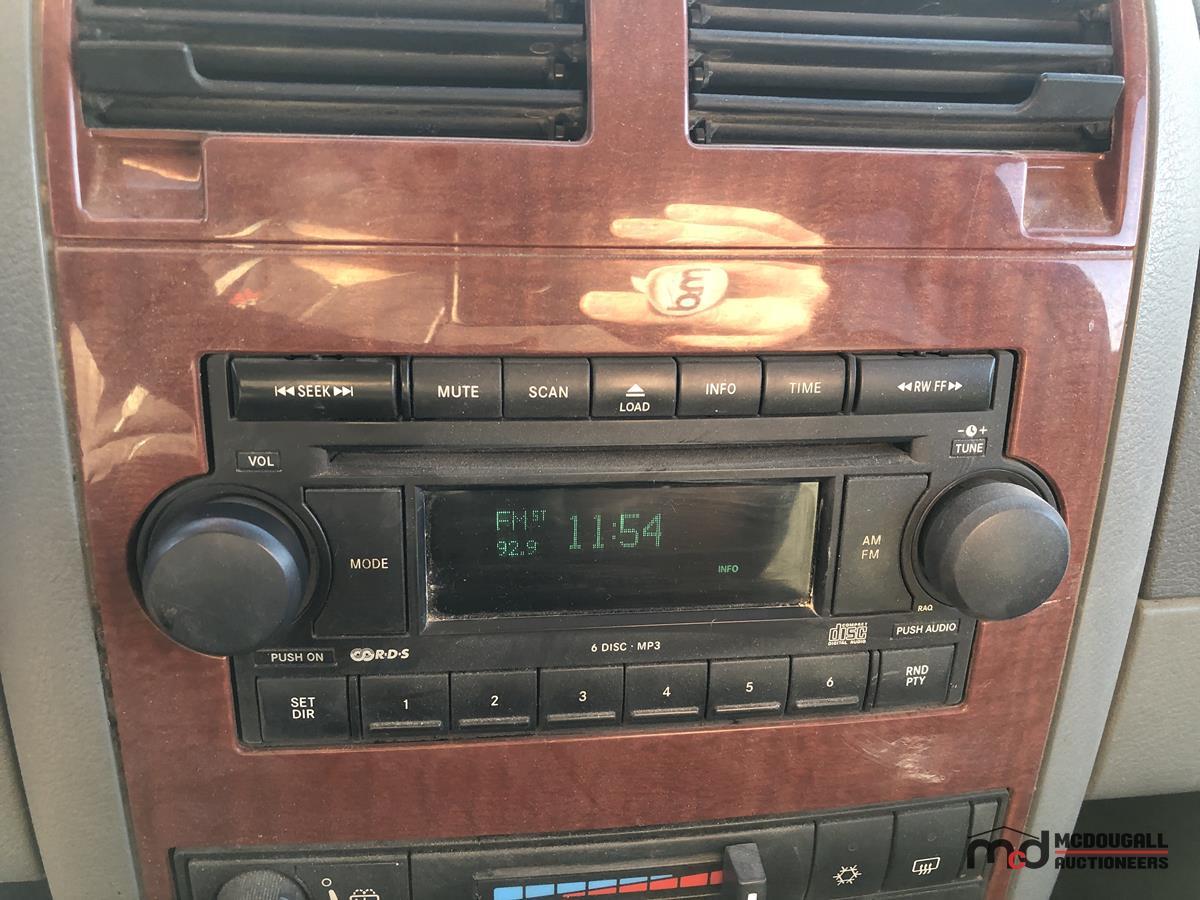 SEEK
MUTE
SCAN
LOAD
INFO
TIME
RW FF
VOL
- +
TUNE
MODE
FM ST
92.9
11:54
INFO
AM
FM
RAQ
PUSH ON
R·D·S
6 DISC · MP3
COMPACT
disc
DIGITAL AUDIO
PUSH AUDIO
SET
DIR
1
2
3
4
5
6
RND
PTY
mcd
MCDOUGALL
AUCTIONEERS